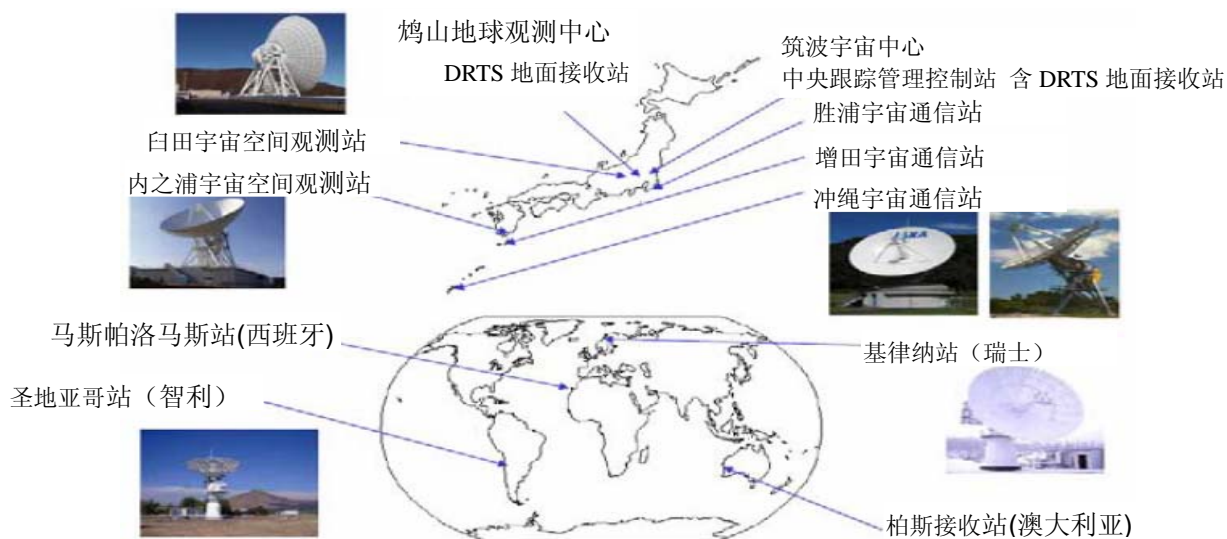 鸩山地球观测中心
DRTS 地面接收站
筑波宇宙中心
中央跟踪管理控制站 含 DRTS 地面接收站
胜浦宇宙通信站
臼田宇宙空间观测站
增田宇宙通信站
内之浦宇宙空间观测站
冲绳宇宙通信站
马斯帕洛马斯站(西班牙)
基律纳站（瑞士）
圣地亚哥站（智利）
柏斯接收站(澳大利亚)